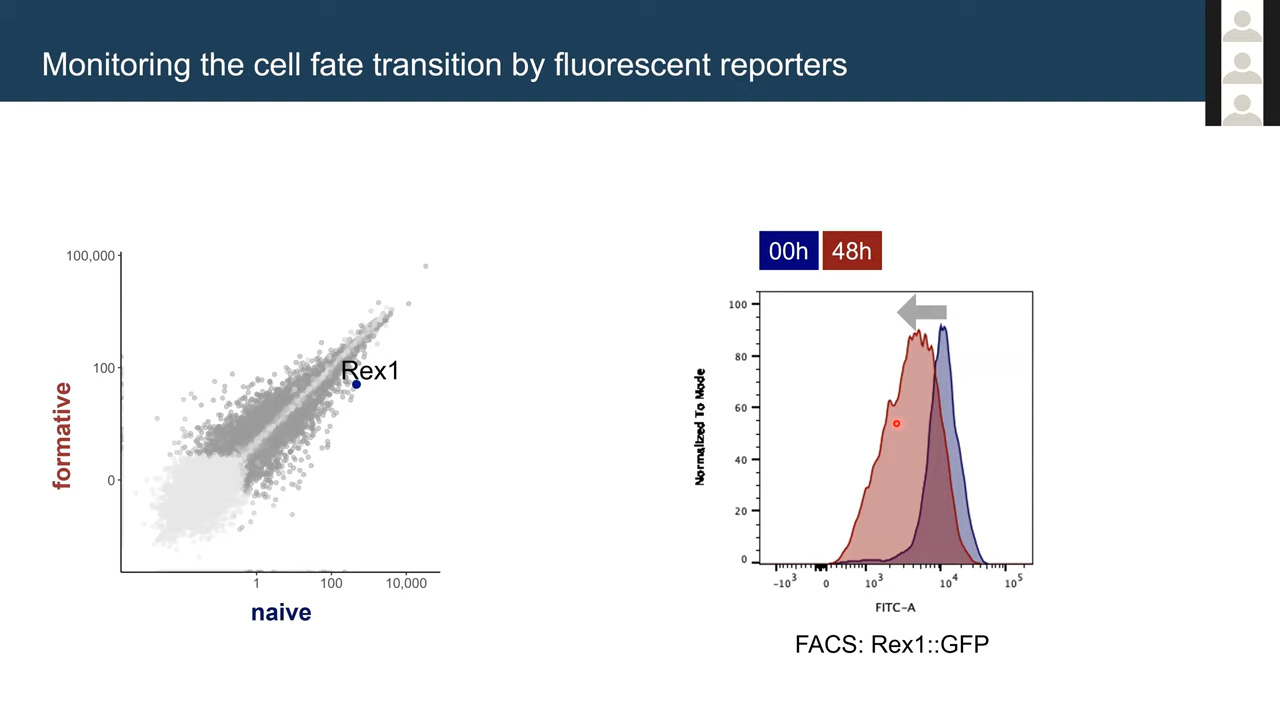 Monitoring the cell fate transition by fluorescent reporters
100,000
100
0
formative
Rex1
1
100
10,000
naive
00h
48h
100
80
60
40
20
0
Normalized To Mode
-10³
0
10³
10⁴
10⁵
FITC-A
FACS: Rex1::GFP